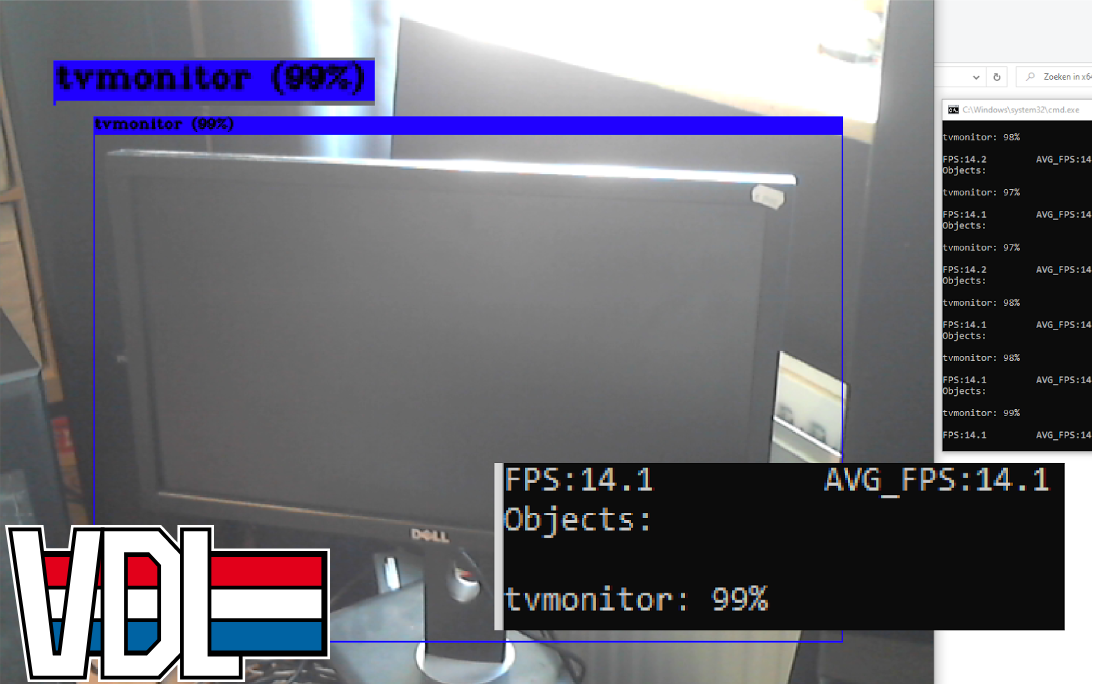 tvmonitor (99%)
tvmonitor (99%)
DELL
VDL
FPS:14.1 AVG_FPS:14.1
Objects:
tvmonitor: 99%
Zoeken in x64
C:\Windows\system32\cmd.exe
tvmonitor: 98%
FPS:14.2 AVG_FPS:14
Objects:
tvmonitor: 97%
FPS:14.1 AVG_FPS:14
Objects:
tvmonitor: 97%
FPS:14.2 AVG_FPS:14
Objects:
tvmonitor: 98%
FPS:14.1 AVG_FPS:14
Objects:
tvmonitor: 98%
FPS:14.1 AVG_FPS:14
Objects:
tvmonitor: 99%
FPS:14.1 AVG_FPS:14